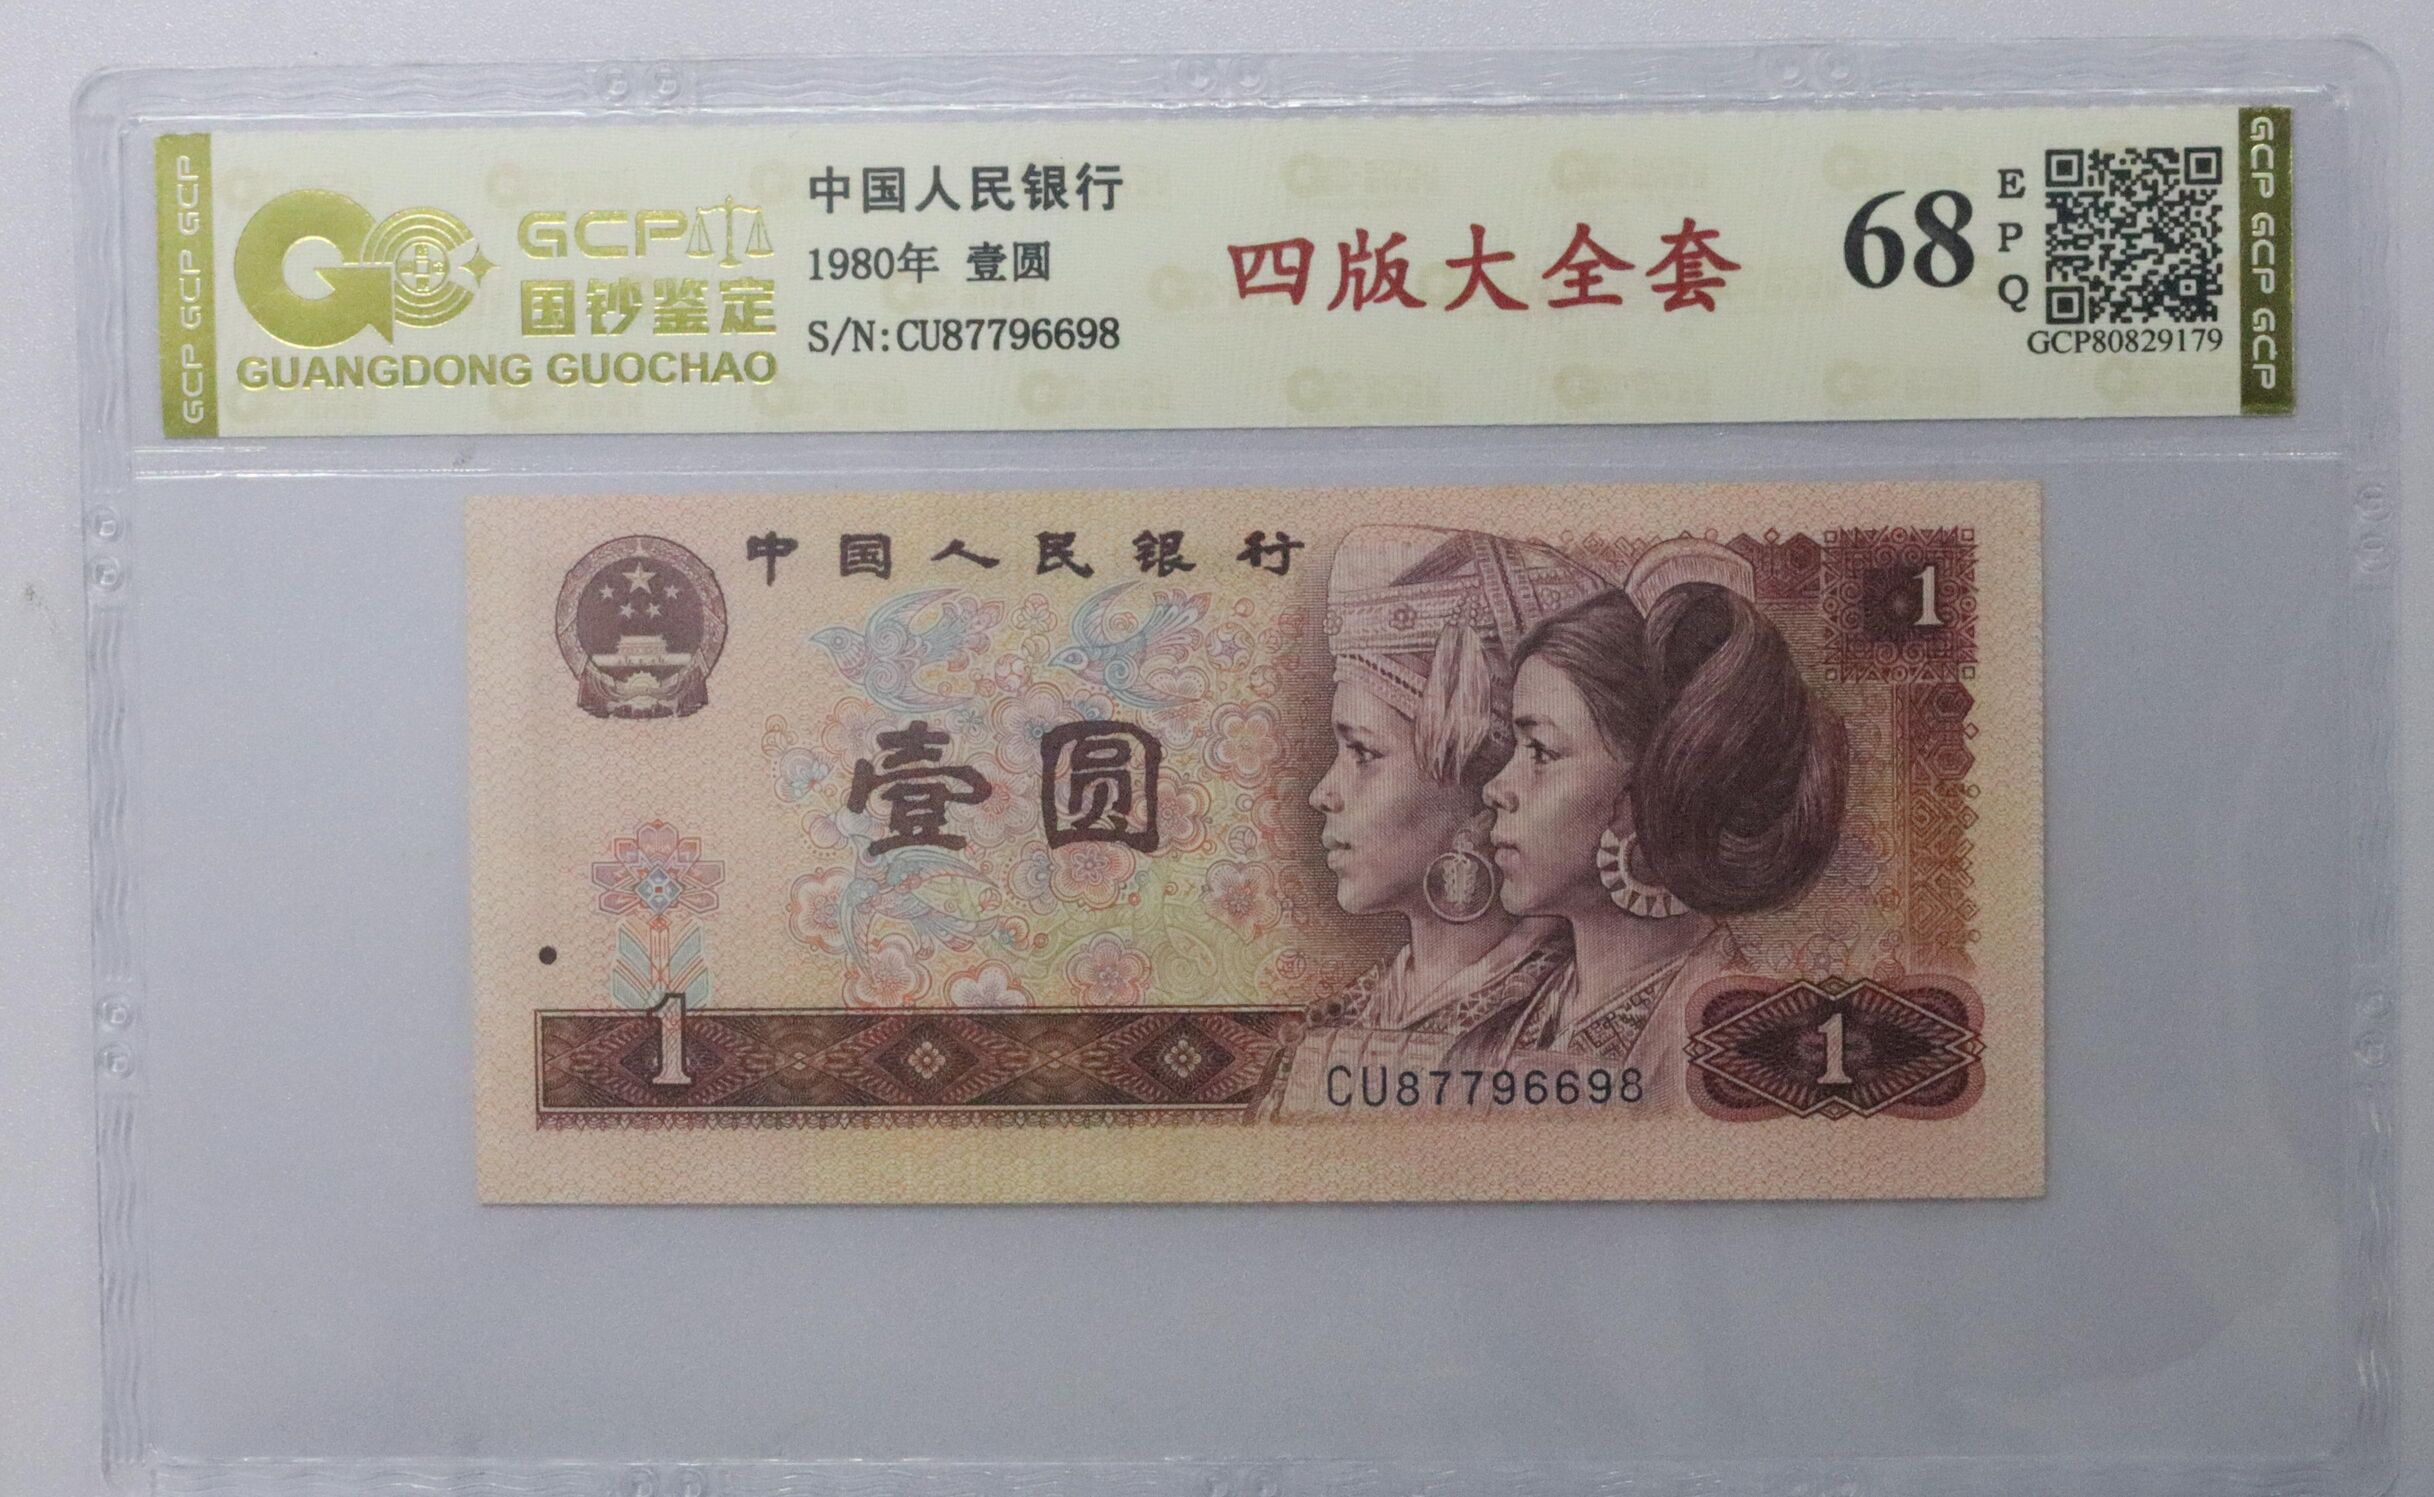 GCP GCP GCP
GCP
国钞鉴定
GUANGDONG GUOCHAO
中国人民银行
1980年 壹圆
S/N:CU87796698
四版大全套
68
EPQ
GCP80829179
GCP GCP GCP
中国人民银行
1
壹圆
1
1
CU87796698